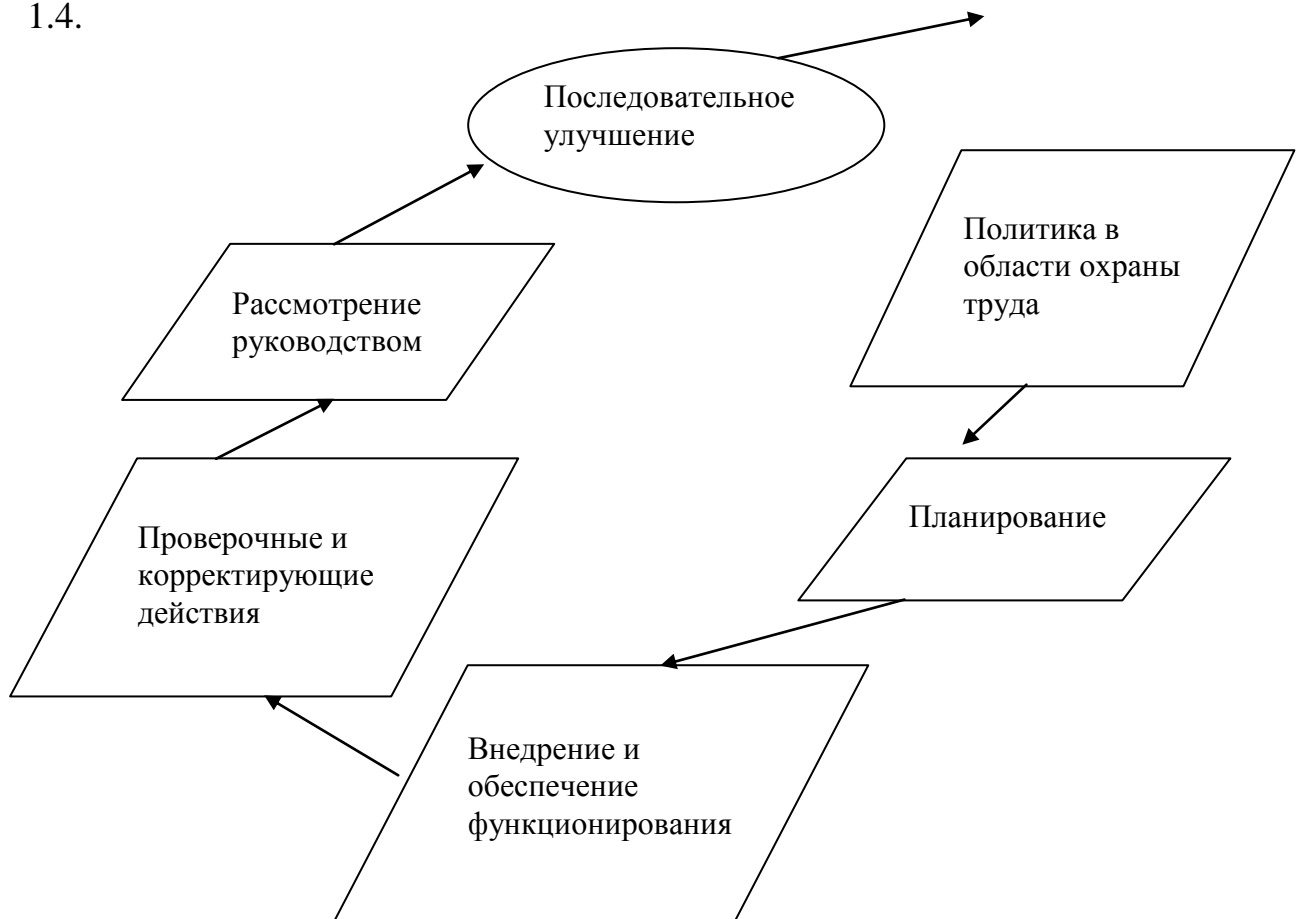 1.4.
Последовательное
улучшение
Политика в
области охраны
труда
Рассмотрение
руководством
Планирование
Проверочные и
корректирующие
действия
Внедрение и
обеспечение
функционирования